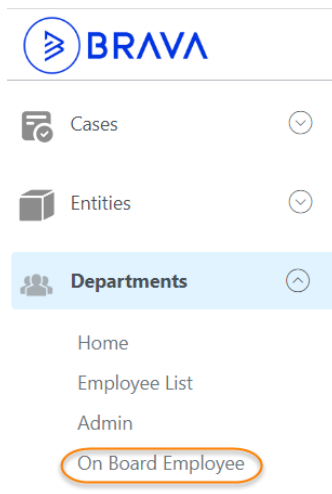 BRAVA
Cases
Entities
Departments
Home
Employee List
Admin
On Board Employee